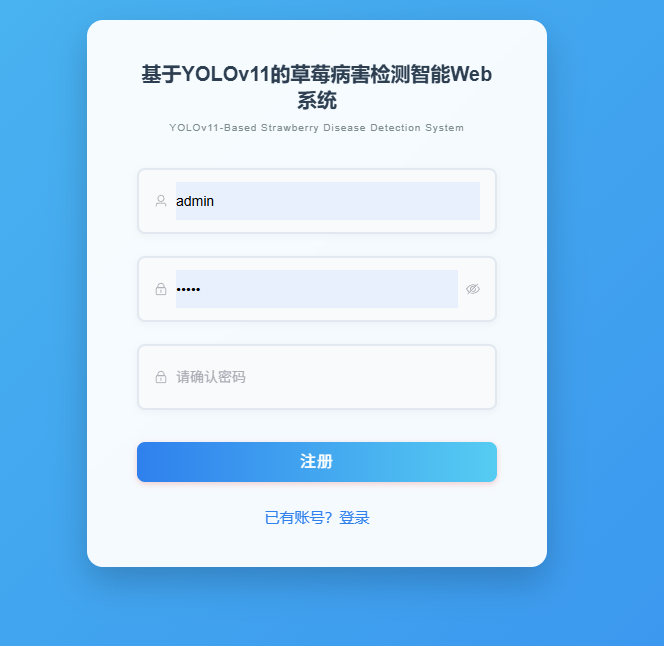 基于YOLOv11的草莓病害检测智能Web
系统
YOLOv11-Based Strawberry Disease Detection System
admin
•••••
请确认密码
注册
已有账号？登录